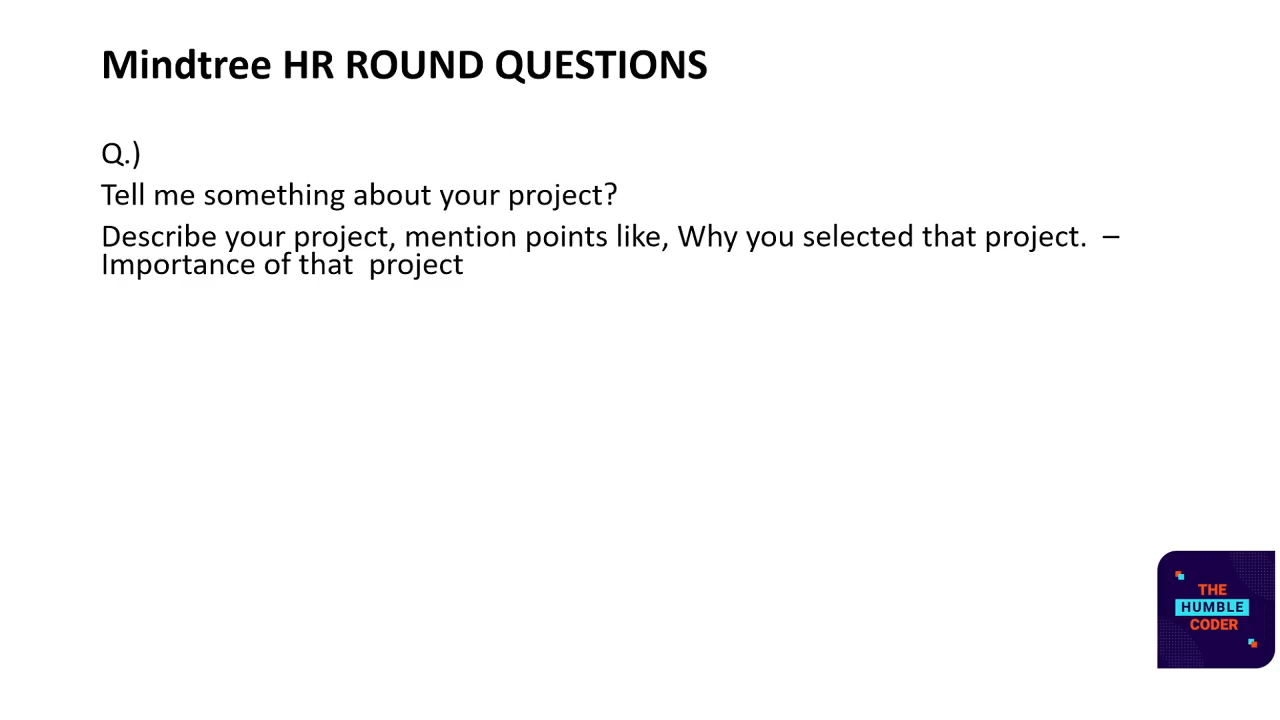 Mindtree HR ROUND QUESTIONS
Q.)
Tell me something about your project?
Describe your project, mention points like, Why you selected that project.  –
Importance of that  project
THE
HUMBLE
CODER